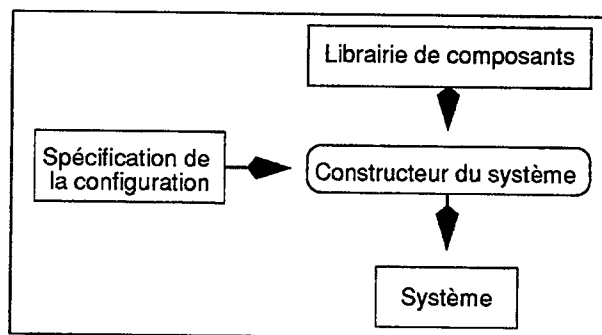 Librairie de composants
Spécification de
la configuration
Constructeur du système
Système